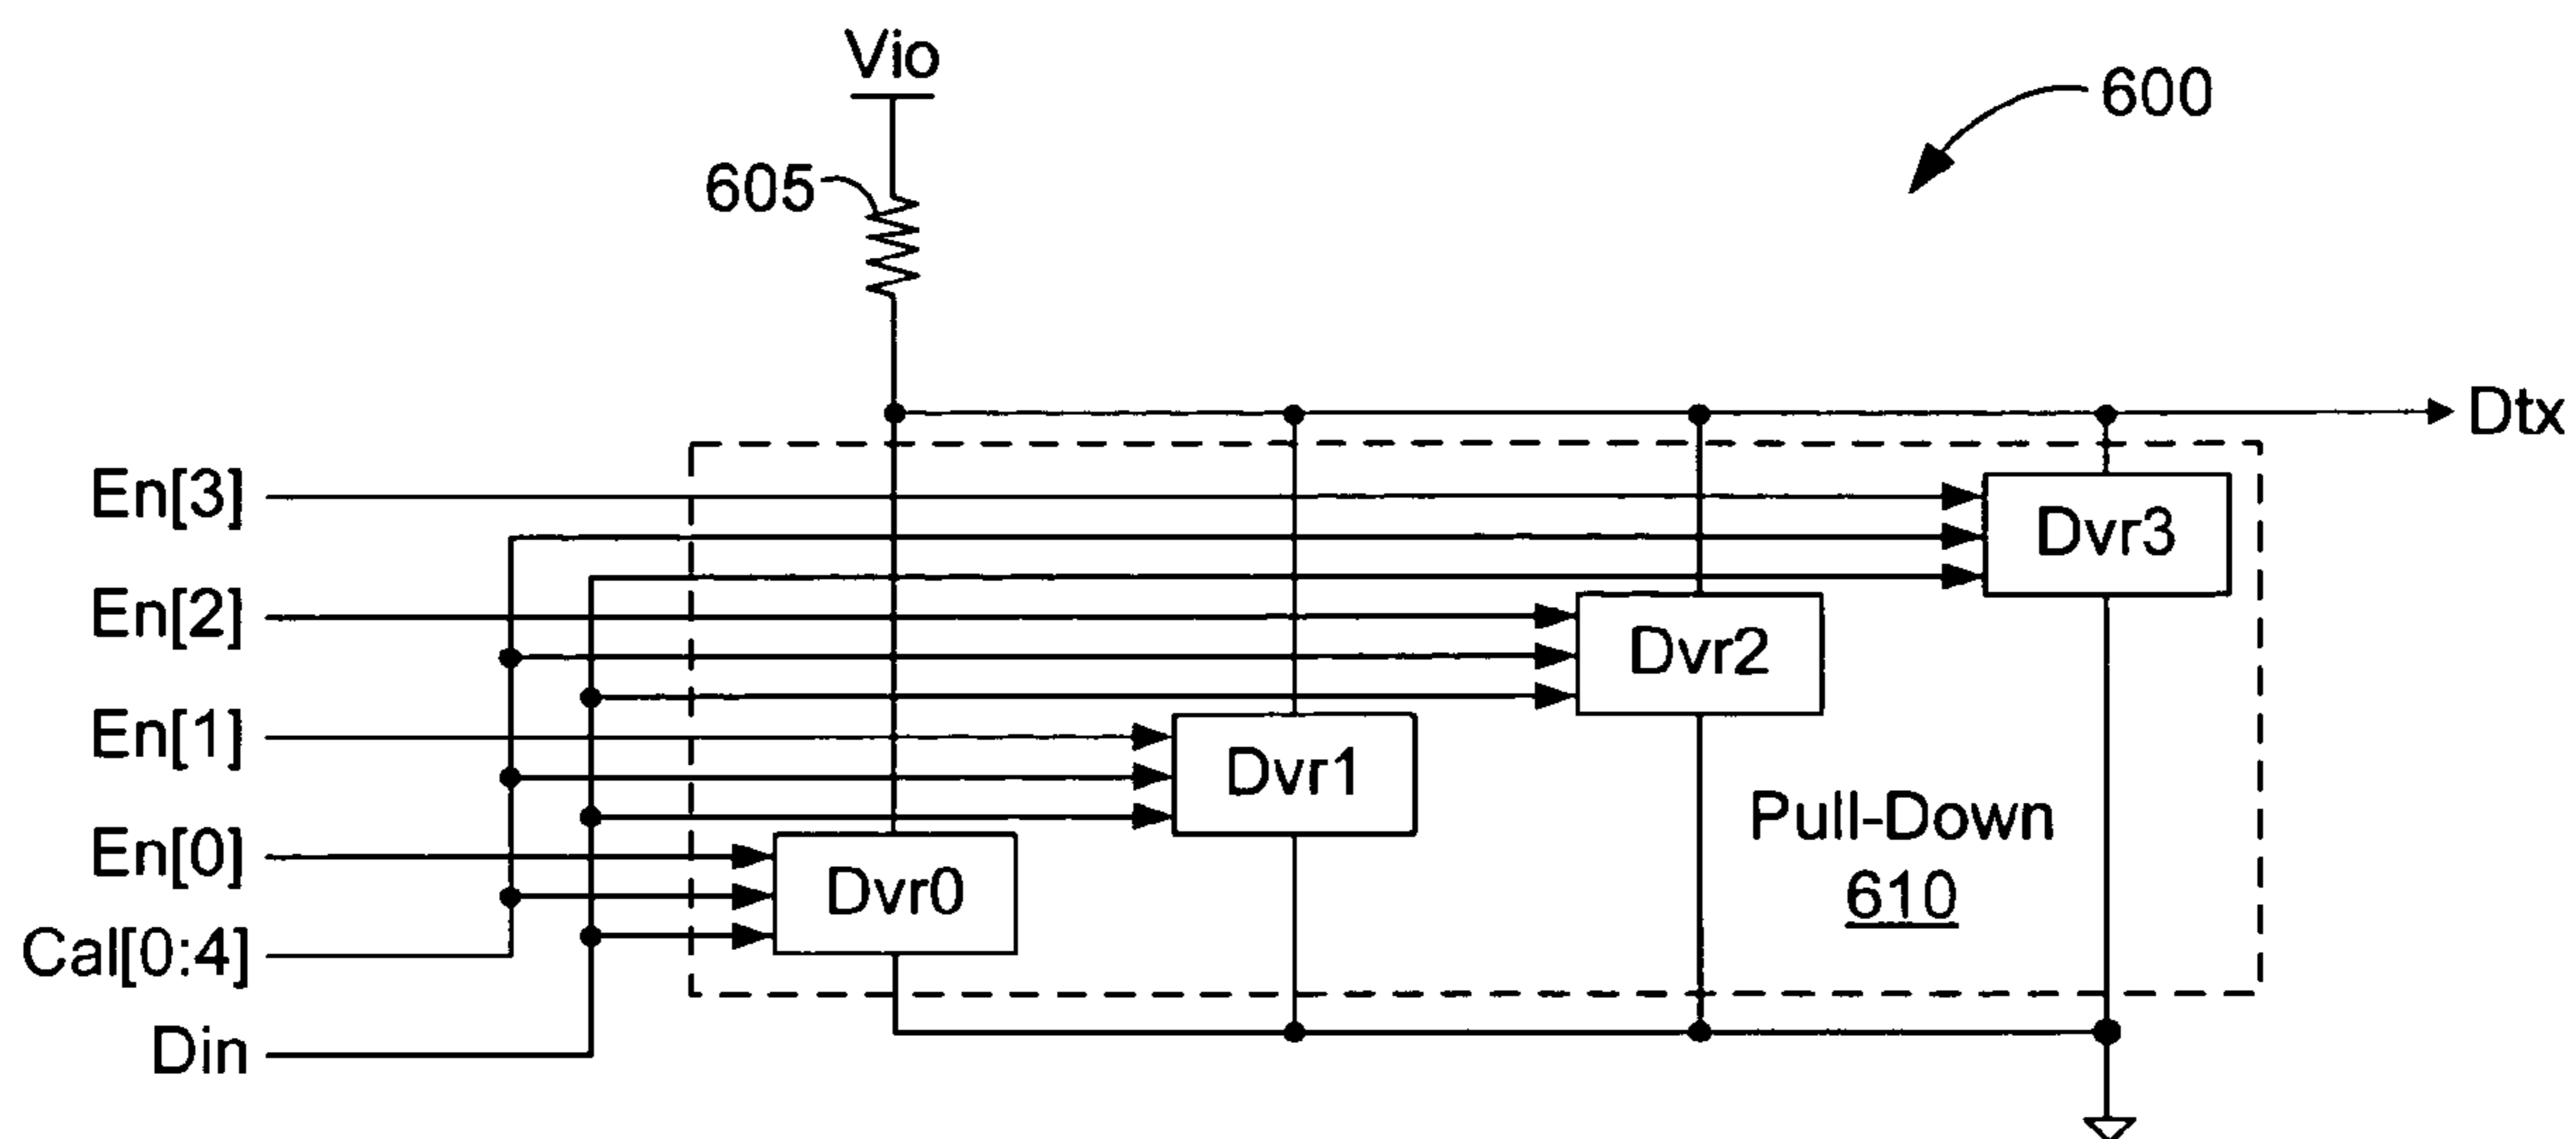 Vio
600
605
Dtx
En[3]
Dvr3
En[2]
Dvr2
En[1]
Dvr1
Pull-Down
610
En[0]
Dvr0
Cal[0:4]
Din